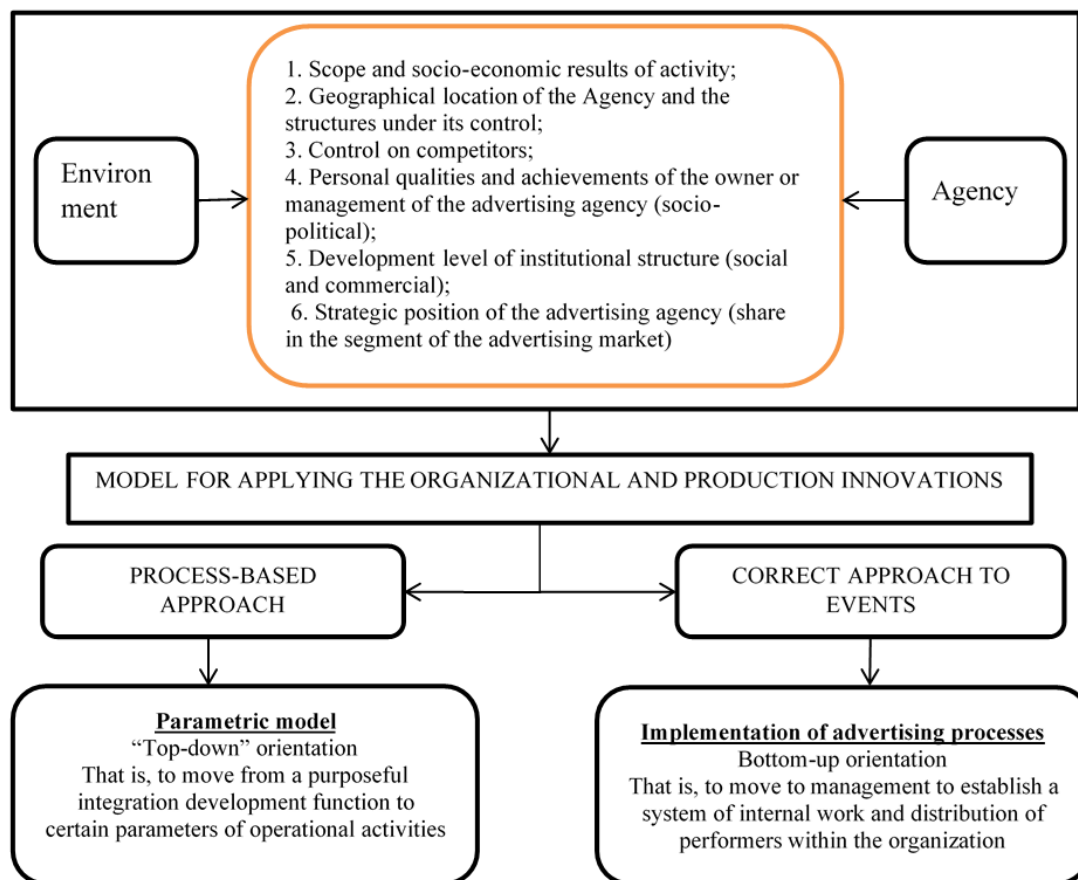 1. Scope and socio-economic results of activity;
2. Geographical location of the Agency and the
structures under its control;
3. Control on competitors;
4. Personal qualities and achievements of the owner or
management of the advertising agency (socio-
political);
5. Development level of institutional structure (social
and commercial);
6. Strategic position of the advertising agency (share
in the segment of the advertising market)
Environ
ment
Agency
MODEL FOR APPLYING THE ORGANIZATIONAL AND PRODUCTION INNOVATIONS
PROCESS-BASED
APPROACH
CORRECT APPROACH TO
EVENTS
Parametric model
“Top-down” orientation
That is, to move from a purposeful
integration development function to
certain parameters of operational activities
Implementation of advertising processes
Bottom-up orientation
That is, to move to management to establish a
system of internal work and distribution of
performers within the organization